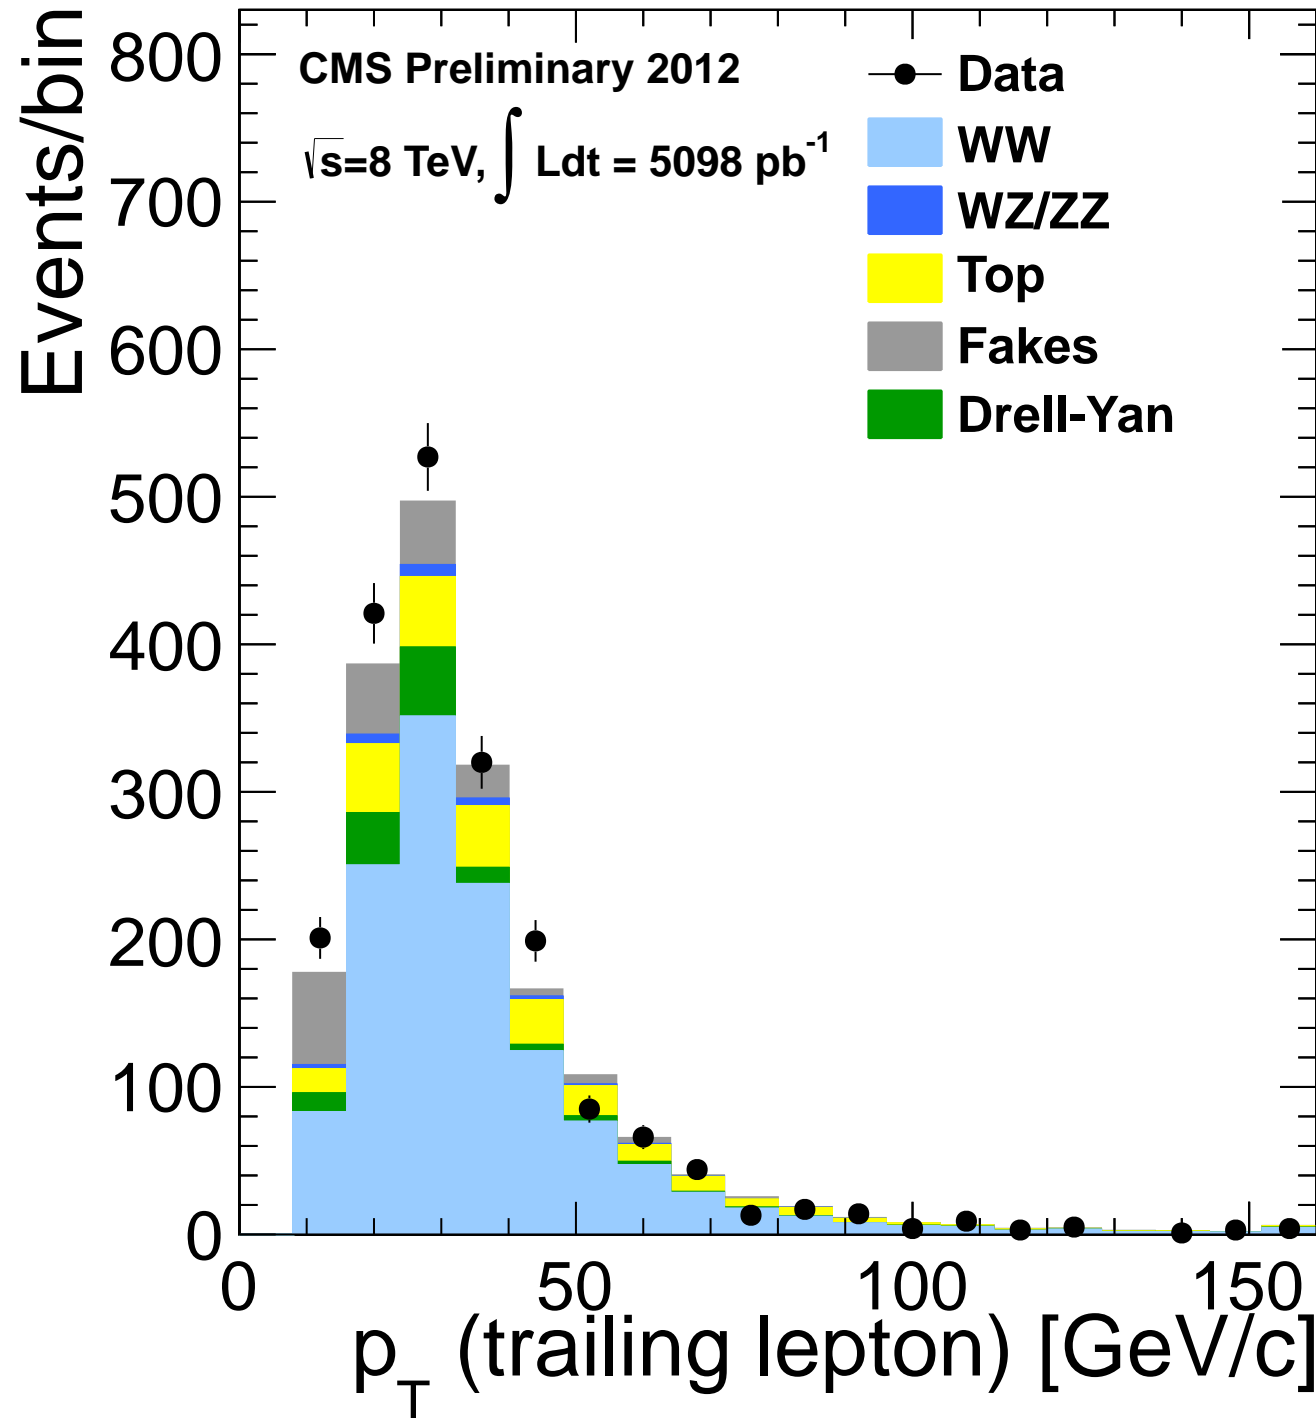 Events/bin
800
700
600
500
400
300
200
100
0
CMS Preliminary 2012
√s=8 TeV, ∫ Ldt = 5098 pb⁻¹
Data
WW
WZ/ZZ
Top
Fakes
Drell-Yan
0 50 100 150
p_T (trailing lepton) [GeV/c]